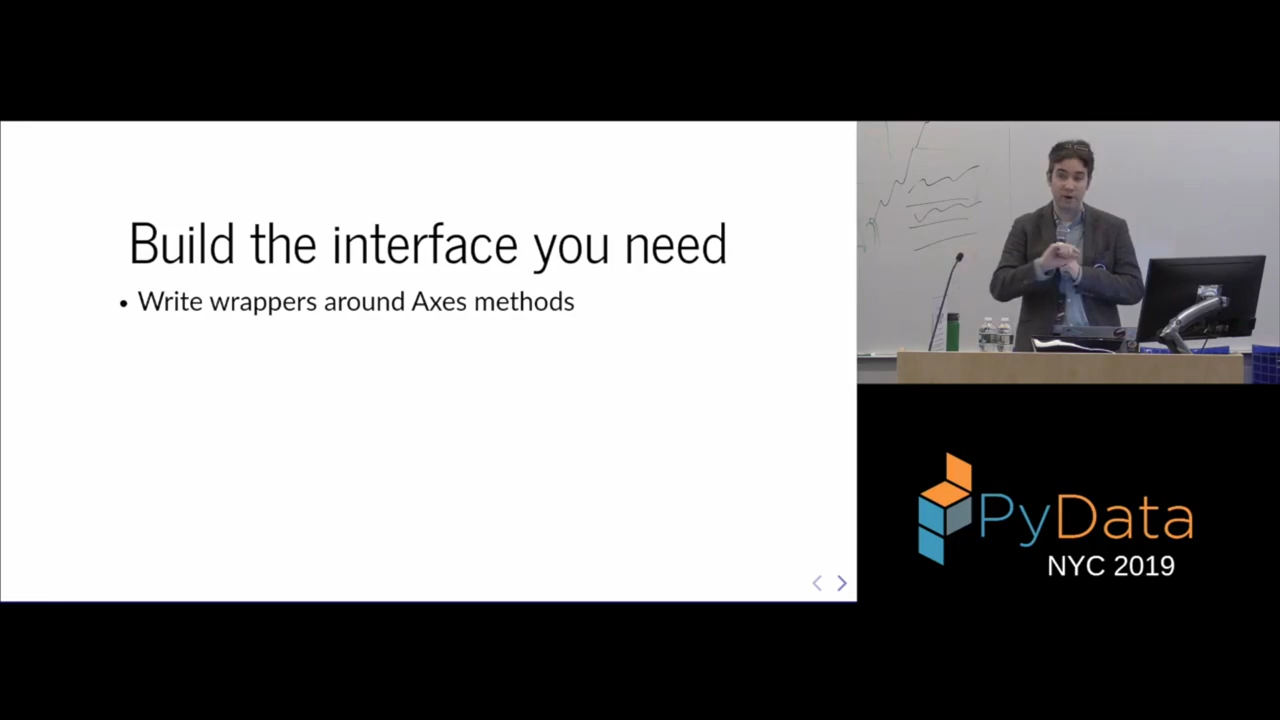 Build the interface you need
• Write wrappers around Axes methods
PyData
NYC 2019